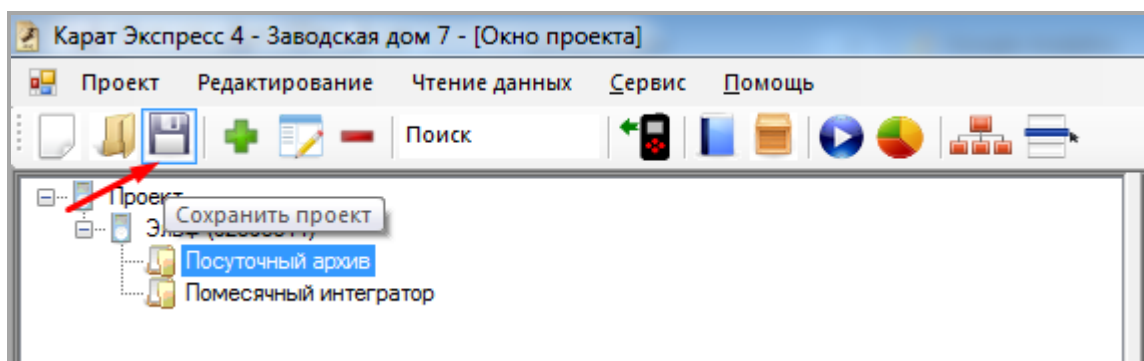 Карат Экспресс 4 - Заводская дом 7 - [Окно проекта]
Проект Редактирование Чтение данных Сервис Помощь
Поиск
Проект
Сохранить проект
Посуточный архив
Помесячный интегратор